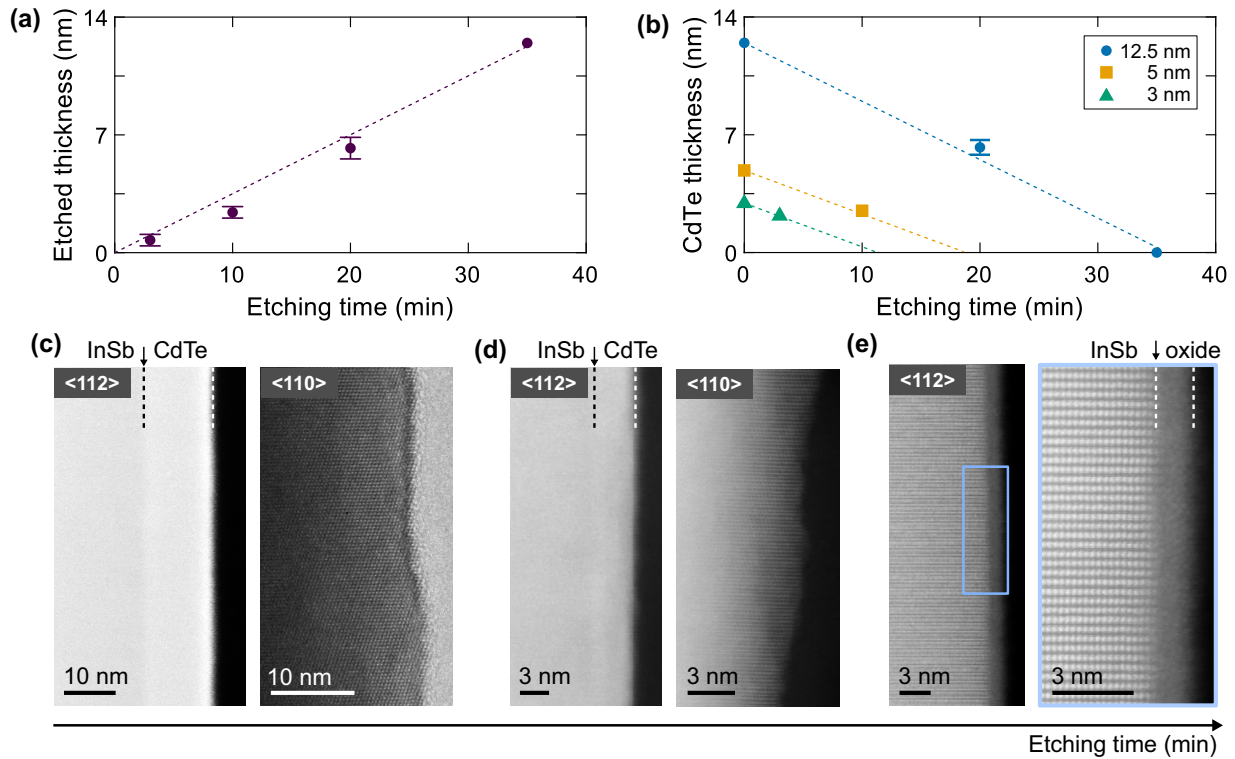 (a)
Etched thickness (nm)
14
7
0
0 10 20 30 40
Etching time (min)
(b)
CdTe thickness (nm)
14
7
0
0 10 20 30 40
Etching time (min)
12.5 nm
5 nm
3 nm
(c)
InSb CdTe
<112>
10 nm
<110>
10 nm
(d)
InSb CdTe
<112>
3 nm
<110>
3 nm
(e)
InSb oxide
<112>
3 nm
3 nm
Etching time (min)